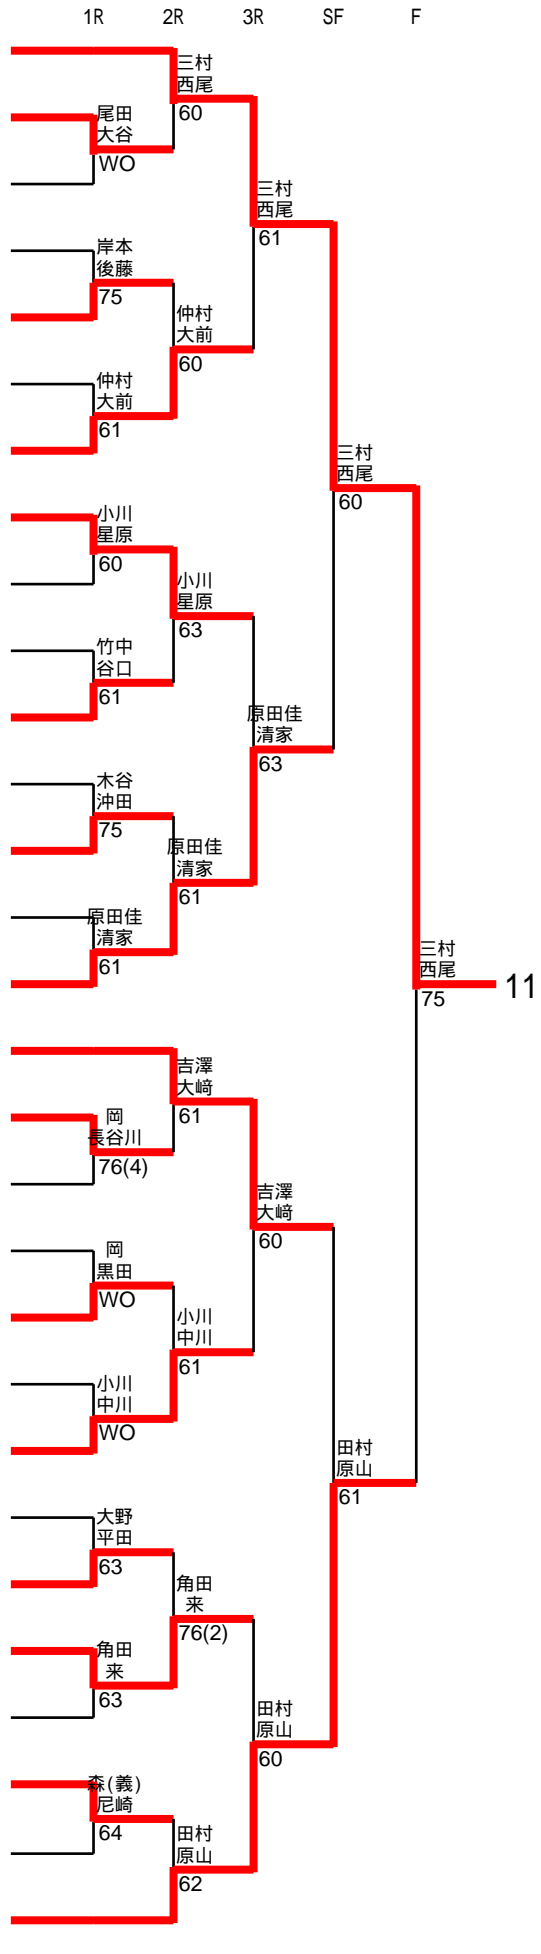 1R 2R 3R SF F
三村
西尾
60
尾田
大谷
WO
三村
西尾
61
岸本
後藤
75
仲村
大前
60
仲村
大前
61
三村
西尾
60
小川
星原
60
小川
星原
63
竹中
谷口
61
原田佳
清家
63
木谷
沖田
75
原田佳
清家
61
原田佳
清家
61
三村
西尾
75
11
吉澤
大﨑
61
岡
長谷川
76(4)
吉澤
大﨑
60
岡
黒田
WO
小川
中川
61
小川
中川
WO
田村
原山
61
大野
平田
63
角田
来
76(2)
角田
来
63
田村
原山
60
森(義)
尼崎
64
田村
原山
62